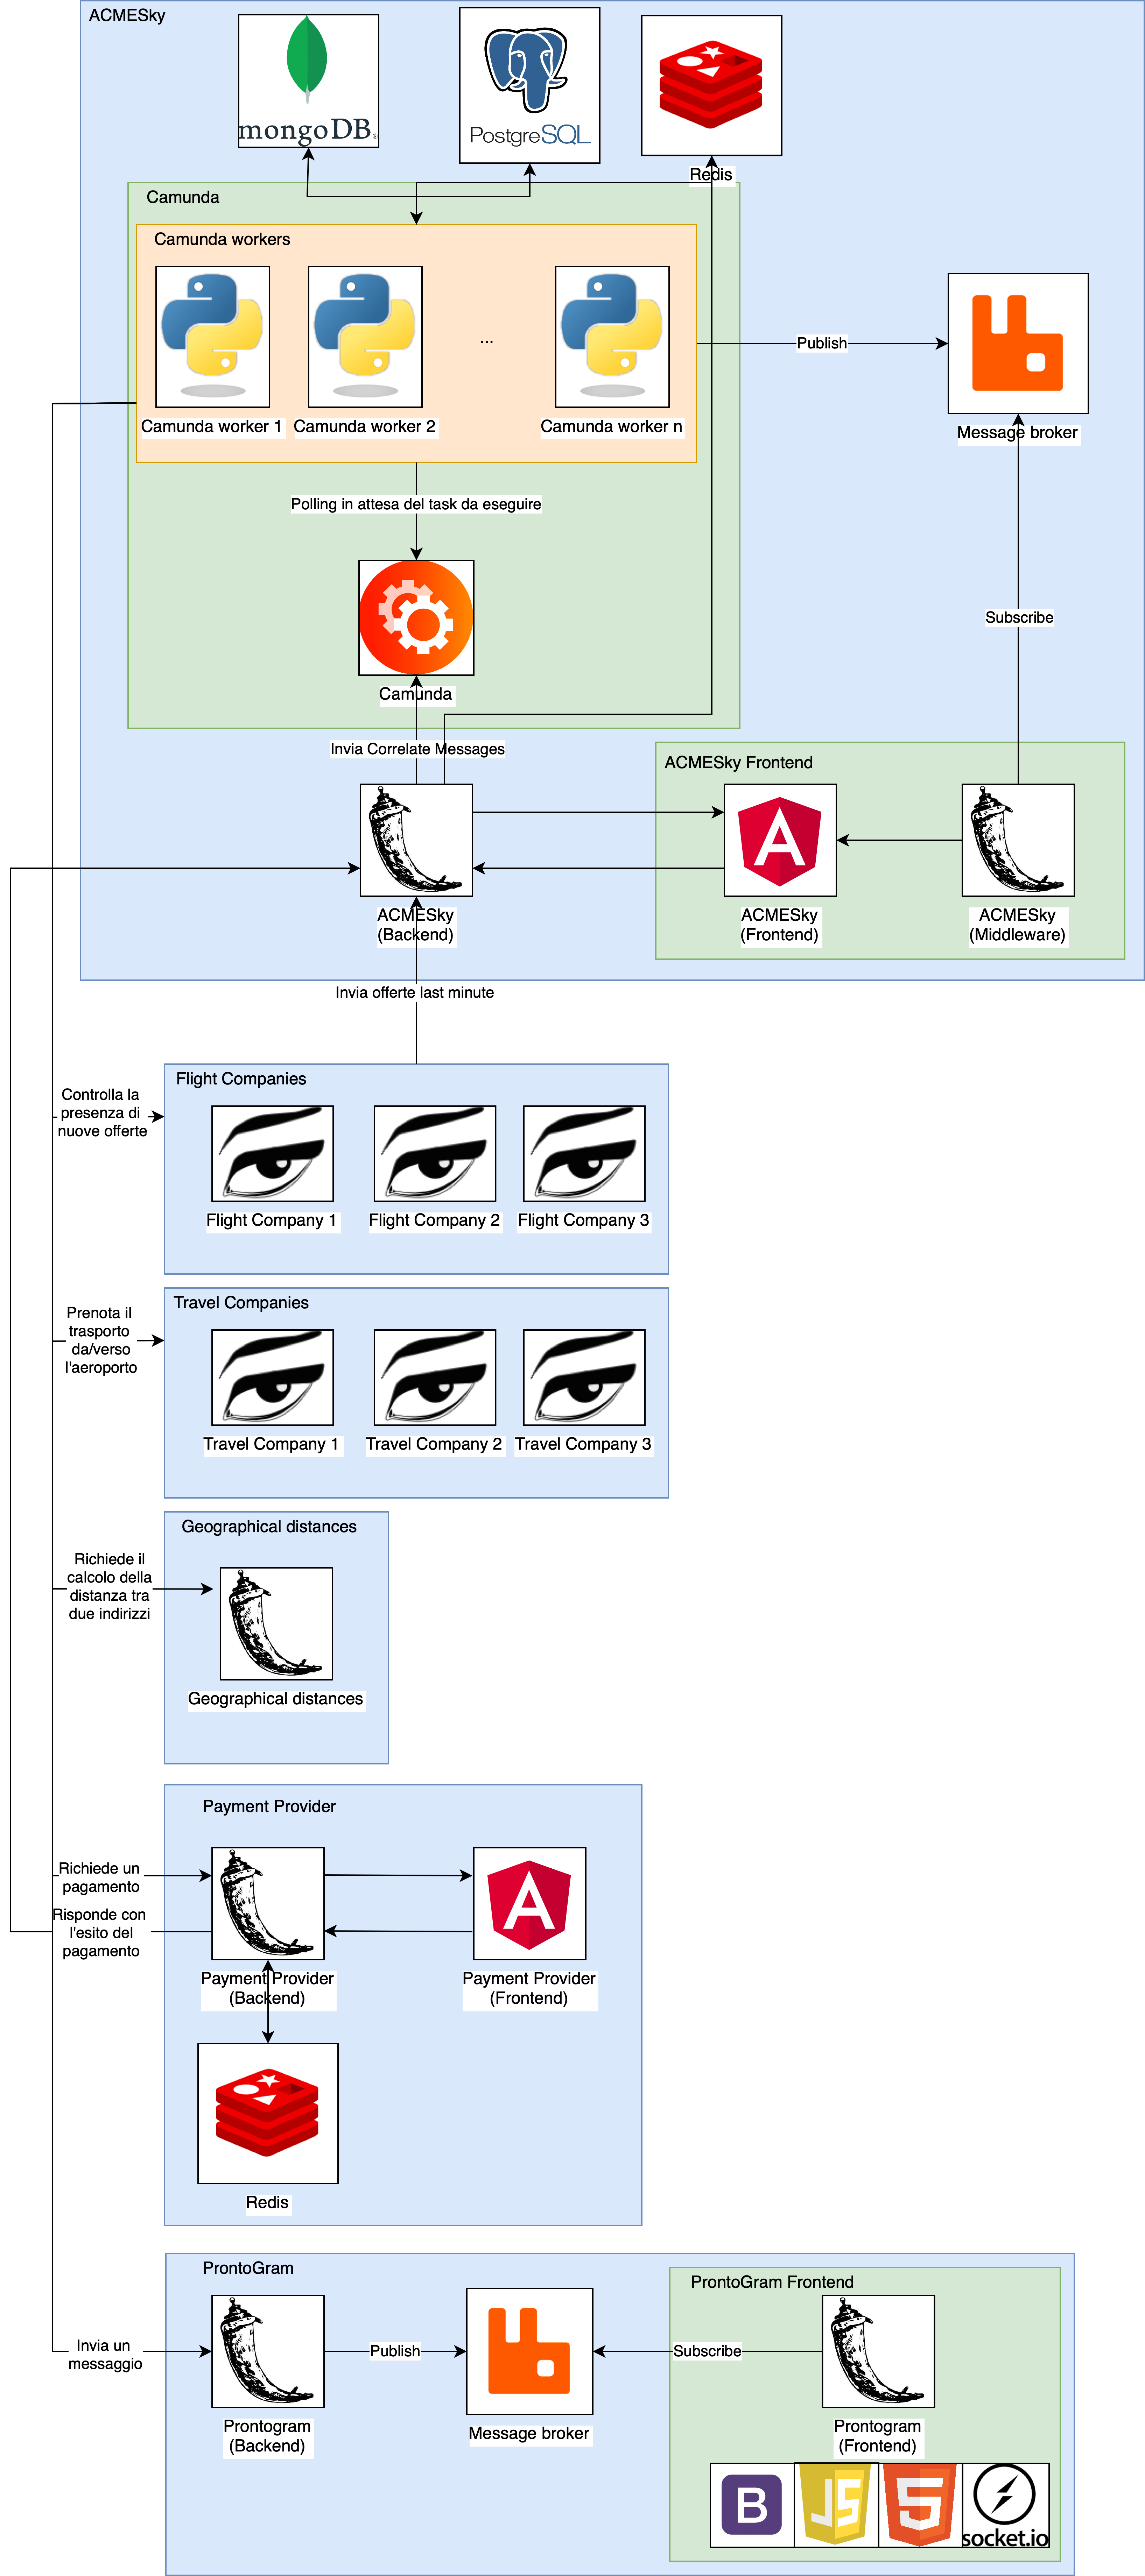 ACMESky
mongoDB®
PostgreSQL
Redis
Camunda
Camunda workers
...
Camunda worker 1
Camunda worker 2
Camunda worker n
Publish
Message broker
Polling in attesa del task da eseguire
Camunda
Subscribe
Invia Correlate Messages
ACMESky Frontend
ACMESky
(Backend)
ACMESky
(Frontend)
ACMESky
(Middleware)
Invia offerte last minute
Flight Companies
Controlla la
presenza di
nuove offerte
Flight Company 1
Flight Company 2
Flight Company 3
Travel Companies
Prenota il
trasporto
da/verso
l'aeroporto
Travel Company 1
Travel Company 2
Travel Company 3
Geographical distances
Richiede il
calcolo della
distanza tra
due indirizzi
Geographical distances
Payment Provider
Richiede un
pagamento
Risponde con
l'esito del
pagamento
Payment Provider
(Backend)
Payment Provider
(Frontend)
Redis
ProntoGram
ProntoGram Frontend
Invia un
messaggio
Publish
Subscribe
Prontogram
(Backend)
Message broker
Prontogram
(Frontend)
B
JS
5
socket.io